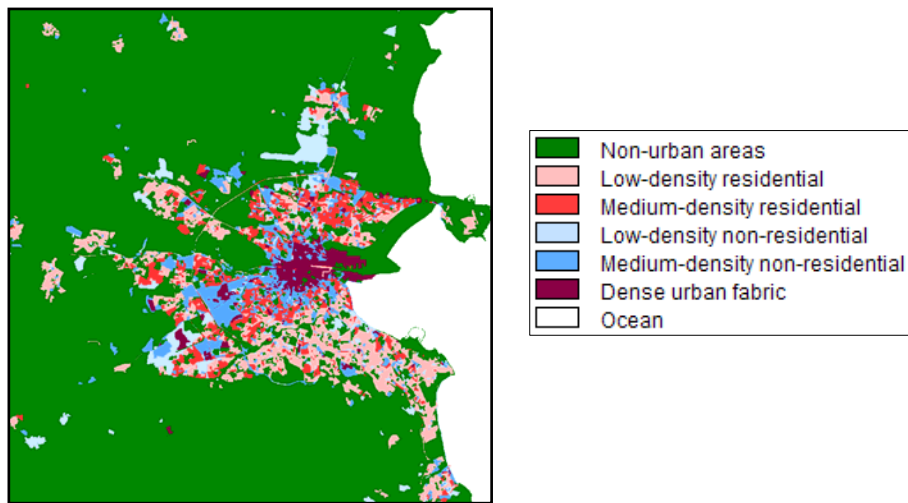 Non-urban areas
Low-density residential
Medium-density residential
Low-density non-residential
Medium-density non-residential
Dense urban fabric
Ocean